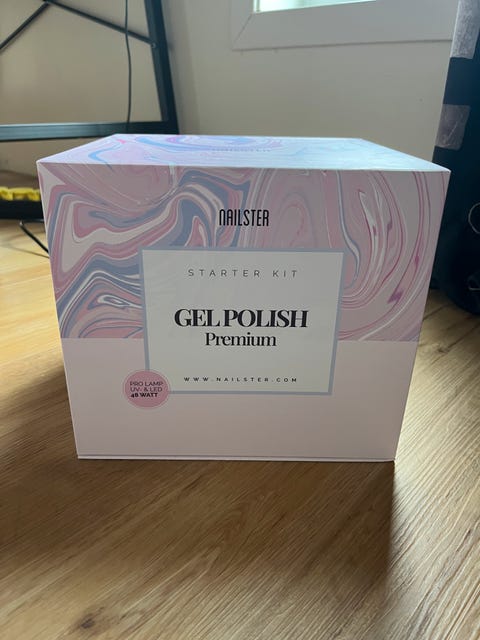 NAILSTER
STARTER KIT
GEL POLISH
Premium
WWW.NAILSTER.COM
PRO LAMP
UV- & LED
48 WATT